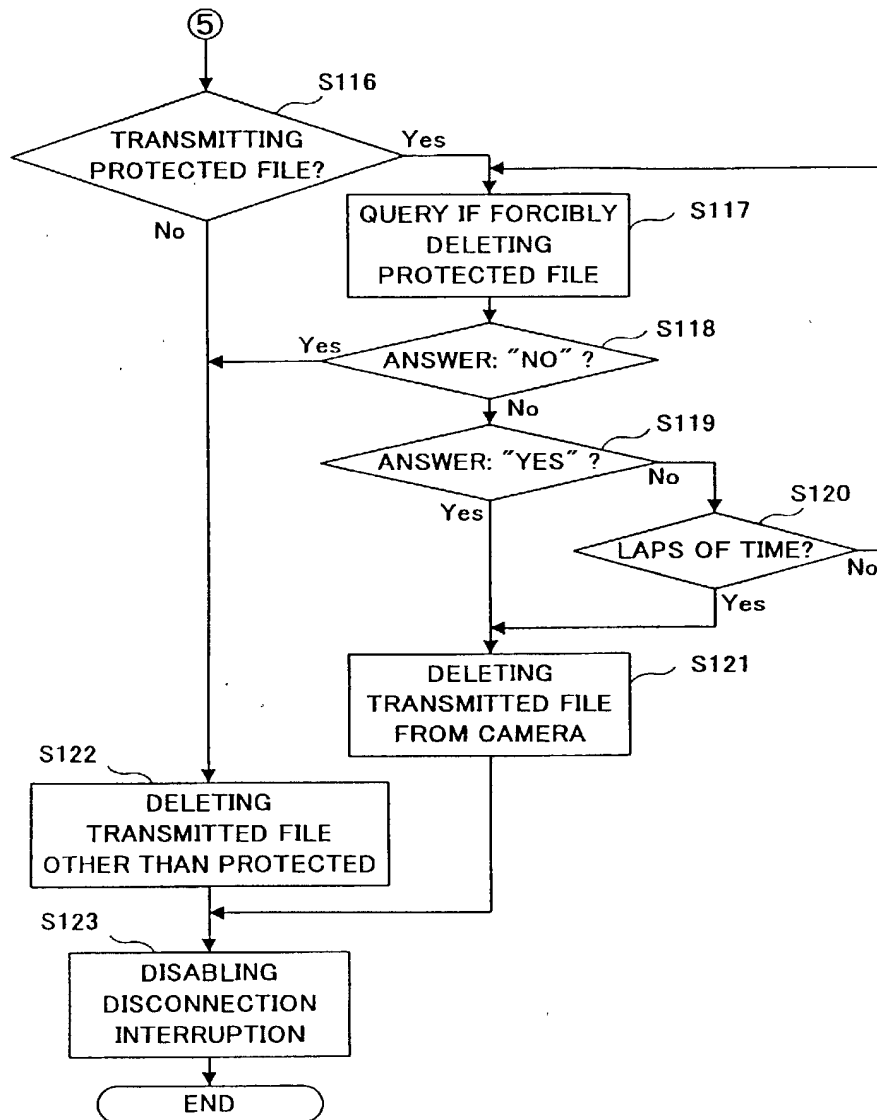 5
S116
TRANSMITTING
PROTECTED FILE?
Yes
No
S117
QUERY IF FORCIBLY
DELETING
PROTECTED FILE
S118
Yes
ANSWER: "NO" ?
No
S119
ANSWER: "YES" ?
No
Yes
S120
LAPS OF TIME?
No
Yes
S121
DELETING
TRANSMITTED FILE
FROM CAMERA
S122
DELETING
TRANSMITTED FILE
OTHER THAN PROTECTED
S123
DISABLING
DISCONNECTION
INTERRUPTION
END